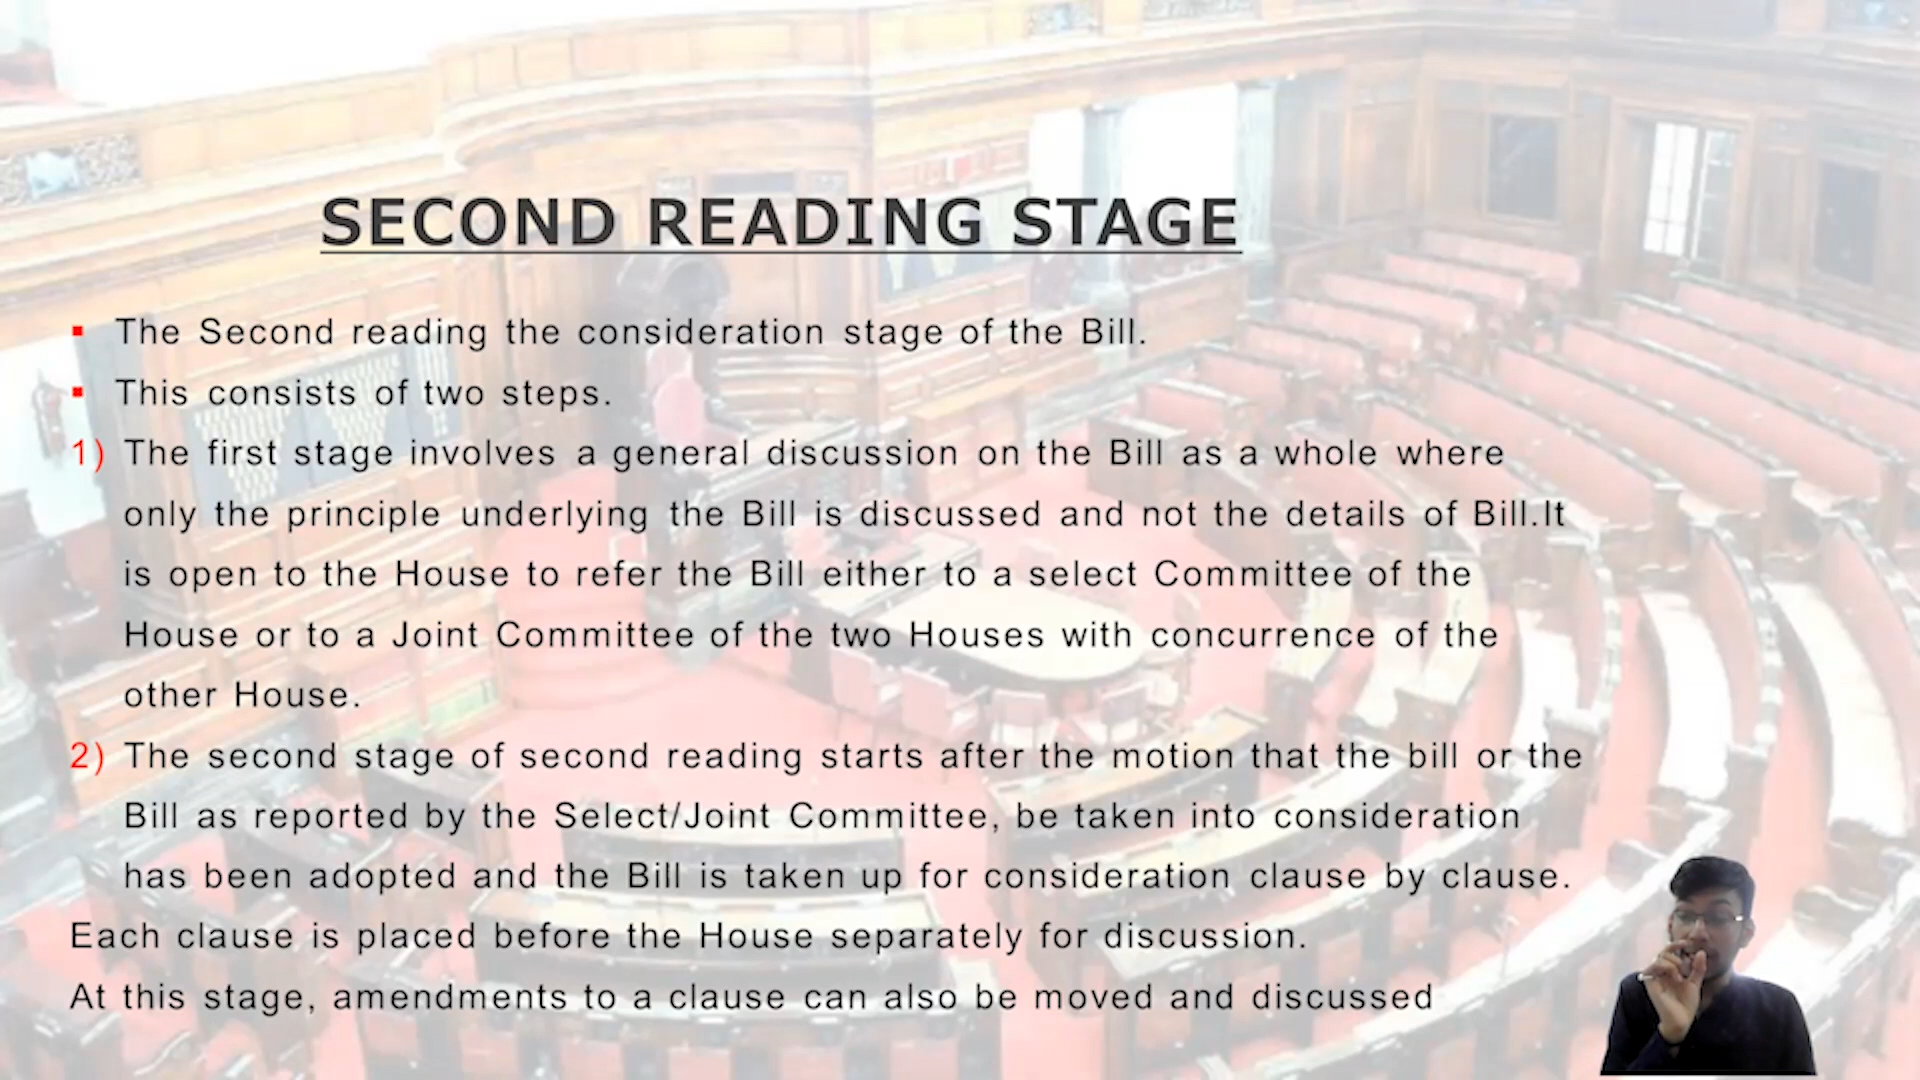 SECOND READING STAGE
▪ The Second reading the consideration stage of the Bill.
▪ This consists of two steps.
1) The first stage involves a general discussion on the Bill as a whole where
only the principle underlying the Bill is discussed and not the details of Bill.It
is open to the House to refer the Bill either to a select Committee of the
House or to a Joint Committee of the two Houses with concurrence of the
other House.
2) The second stage of second reading starts after the motion that the bill or the
Bill as reported by the Select/Joint Committee, be taken into consideration
has been adopted and the Bill is taken up for consideration clause by clause.
Each clause is placed before the House separately for discussion.
At this stage, amendments to a clause can also be moved and discussed